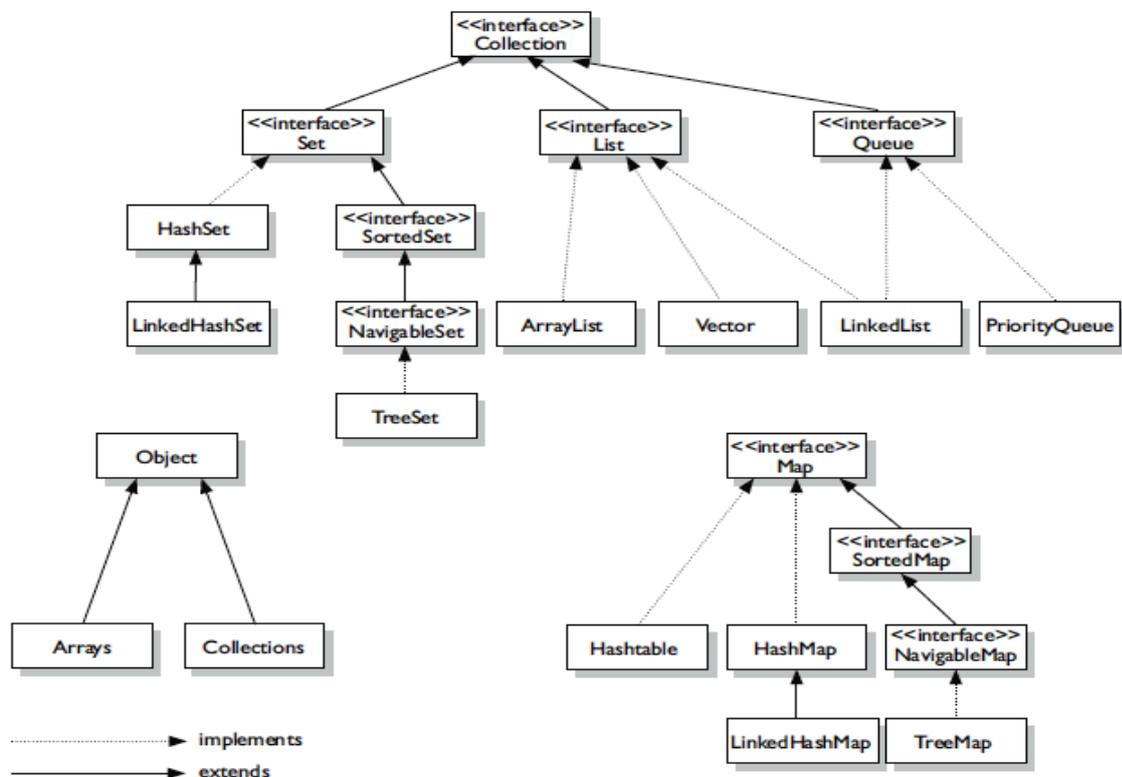 <<interface>>
Collection
<<interface>>
Set
<<interface>>
List
<<interface>>
Queue
HashSet
<<interface>>
SortedSet
LinkedHashSet
<<interface>>
NavigableSet
ArrayList
Vector
LinkedList
PriorityQueue
TreeSet
Object
<<interface>>
Map
<<interface>>
SortedMap
Arrays
Collections
Hashtable
HashMap
<<interface>>
NavigableMap
LinkedHashMap
TreeMap
implements
extends